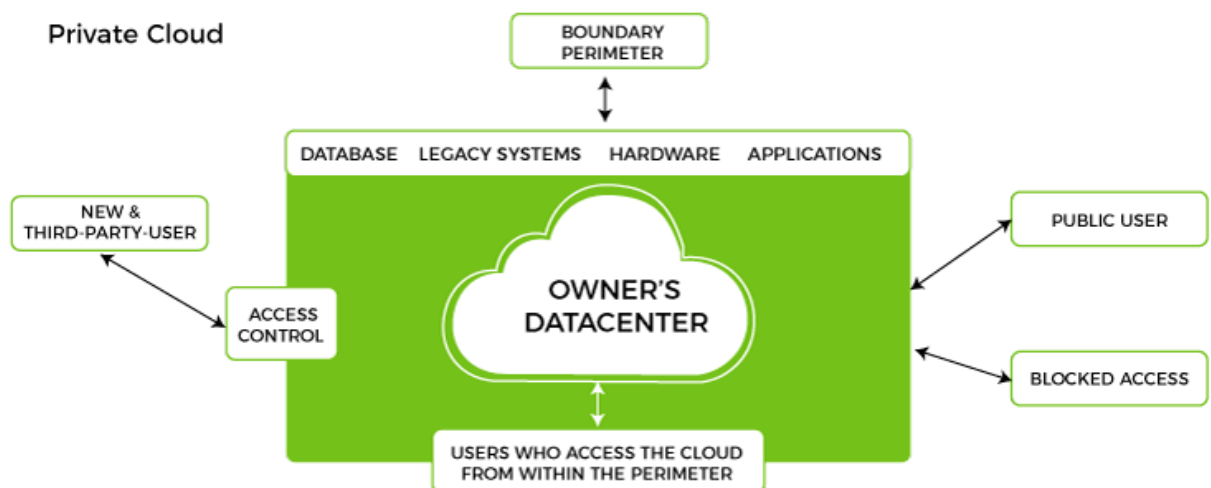 Private Cloud
BOUNDARY
PERIMETER
DATABASE LEGACY SYSTEMS HARDWARE APPLICATIONS
NEW &
THIRD-PARTY-USER
PUBLIC USER
OWNER'S
DATACENTER
ACCESS
CONTROL
BLOCKED ACCESS
USERS WHO ACCESS THE CLOUD
FROM WITHIN THE PERIMETER